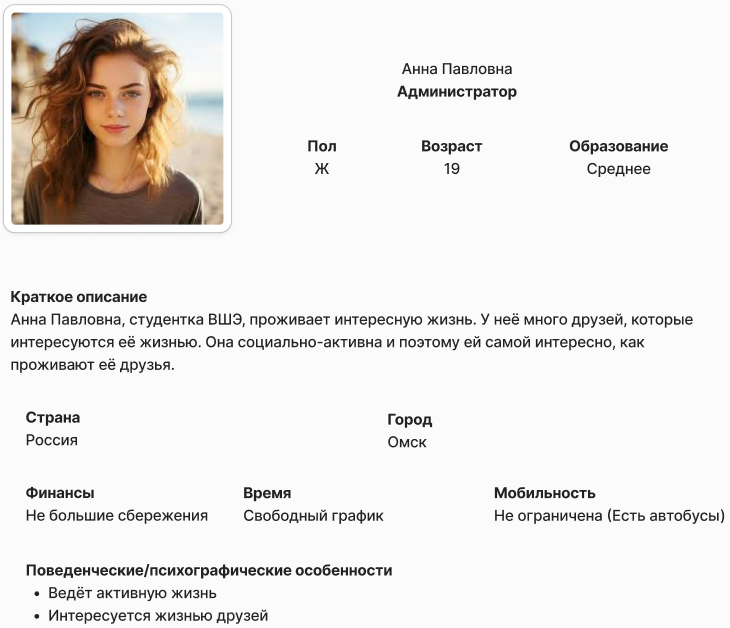 Анна Павловна
Администратор
Пол Возраст Образование
Ж 19 Среднее
Краткое описание
Анна Павловна, студентка ВШЭ, проживает интересную жизнь. У неё много друзей, которые
интересуются её жизнью. Она социально-активна и поэтому ей самой интересно, как
проживают её друзья.
Страна Город
Россия Омск
Финансы Время Мобильность
Не большие сбережения Свободный график Не ограничена (Есть автобусы)
Поведенческие/психографические особенности
• Ведёт активную жизнь
• Интересуется жизнью друзей